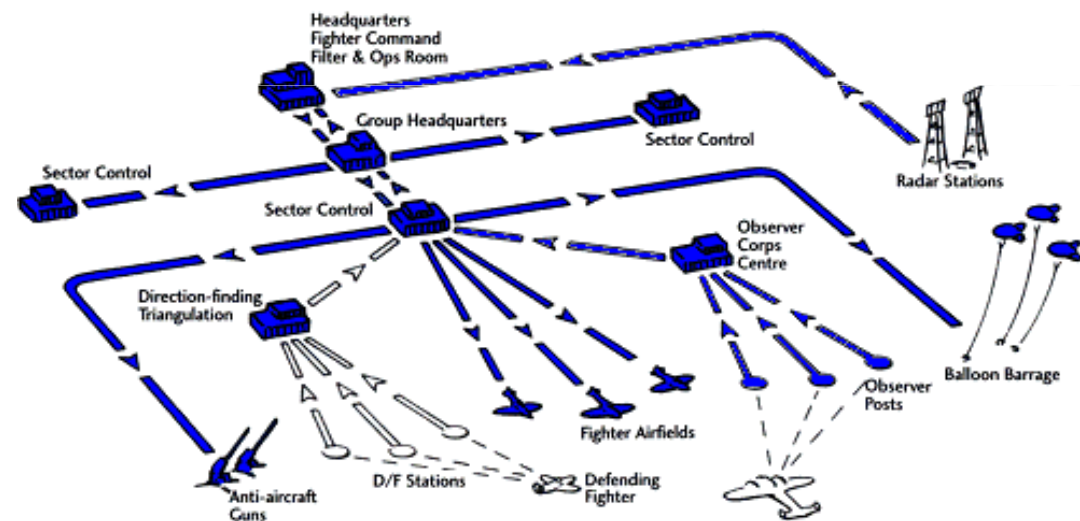 Headquarters
Fighter Command
Filter & Ops Room
Group Headquarters
Sector Control
Sector Control
Radar Stations
Sector Control
Observer
Corps
Centre
Direction-finding
Triangulation
Balloon Barrage
Observer
Posts
Fighter Airfields
D/F Stations
Defending
Fighter
Anti-aircraft
Guns